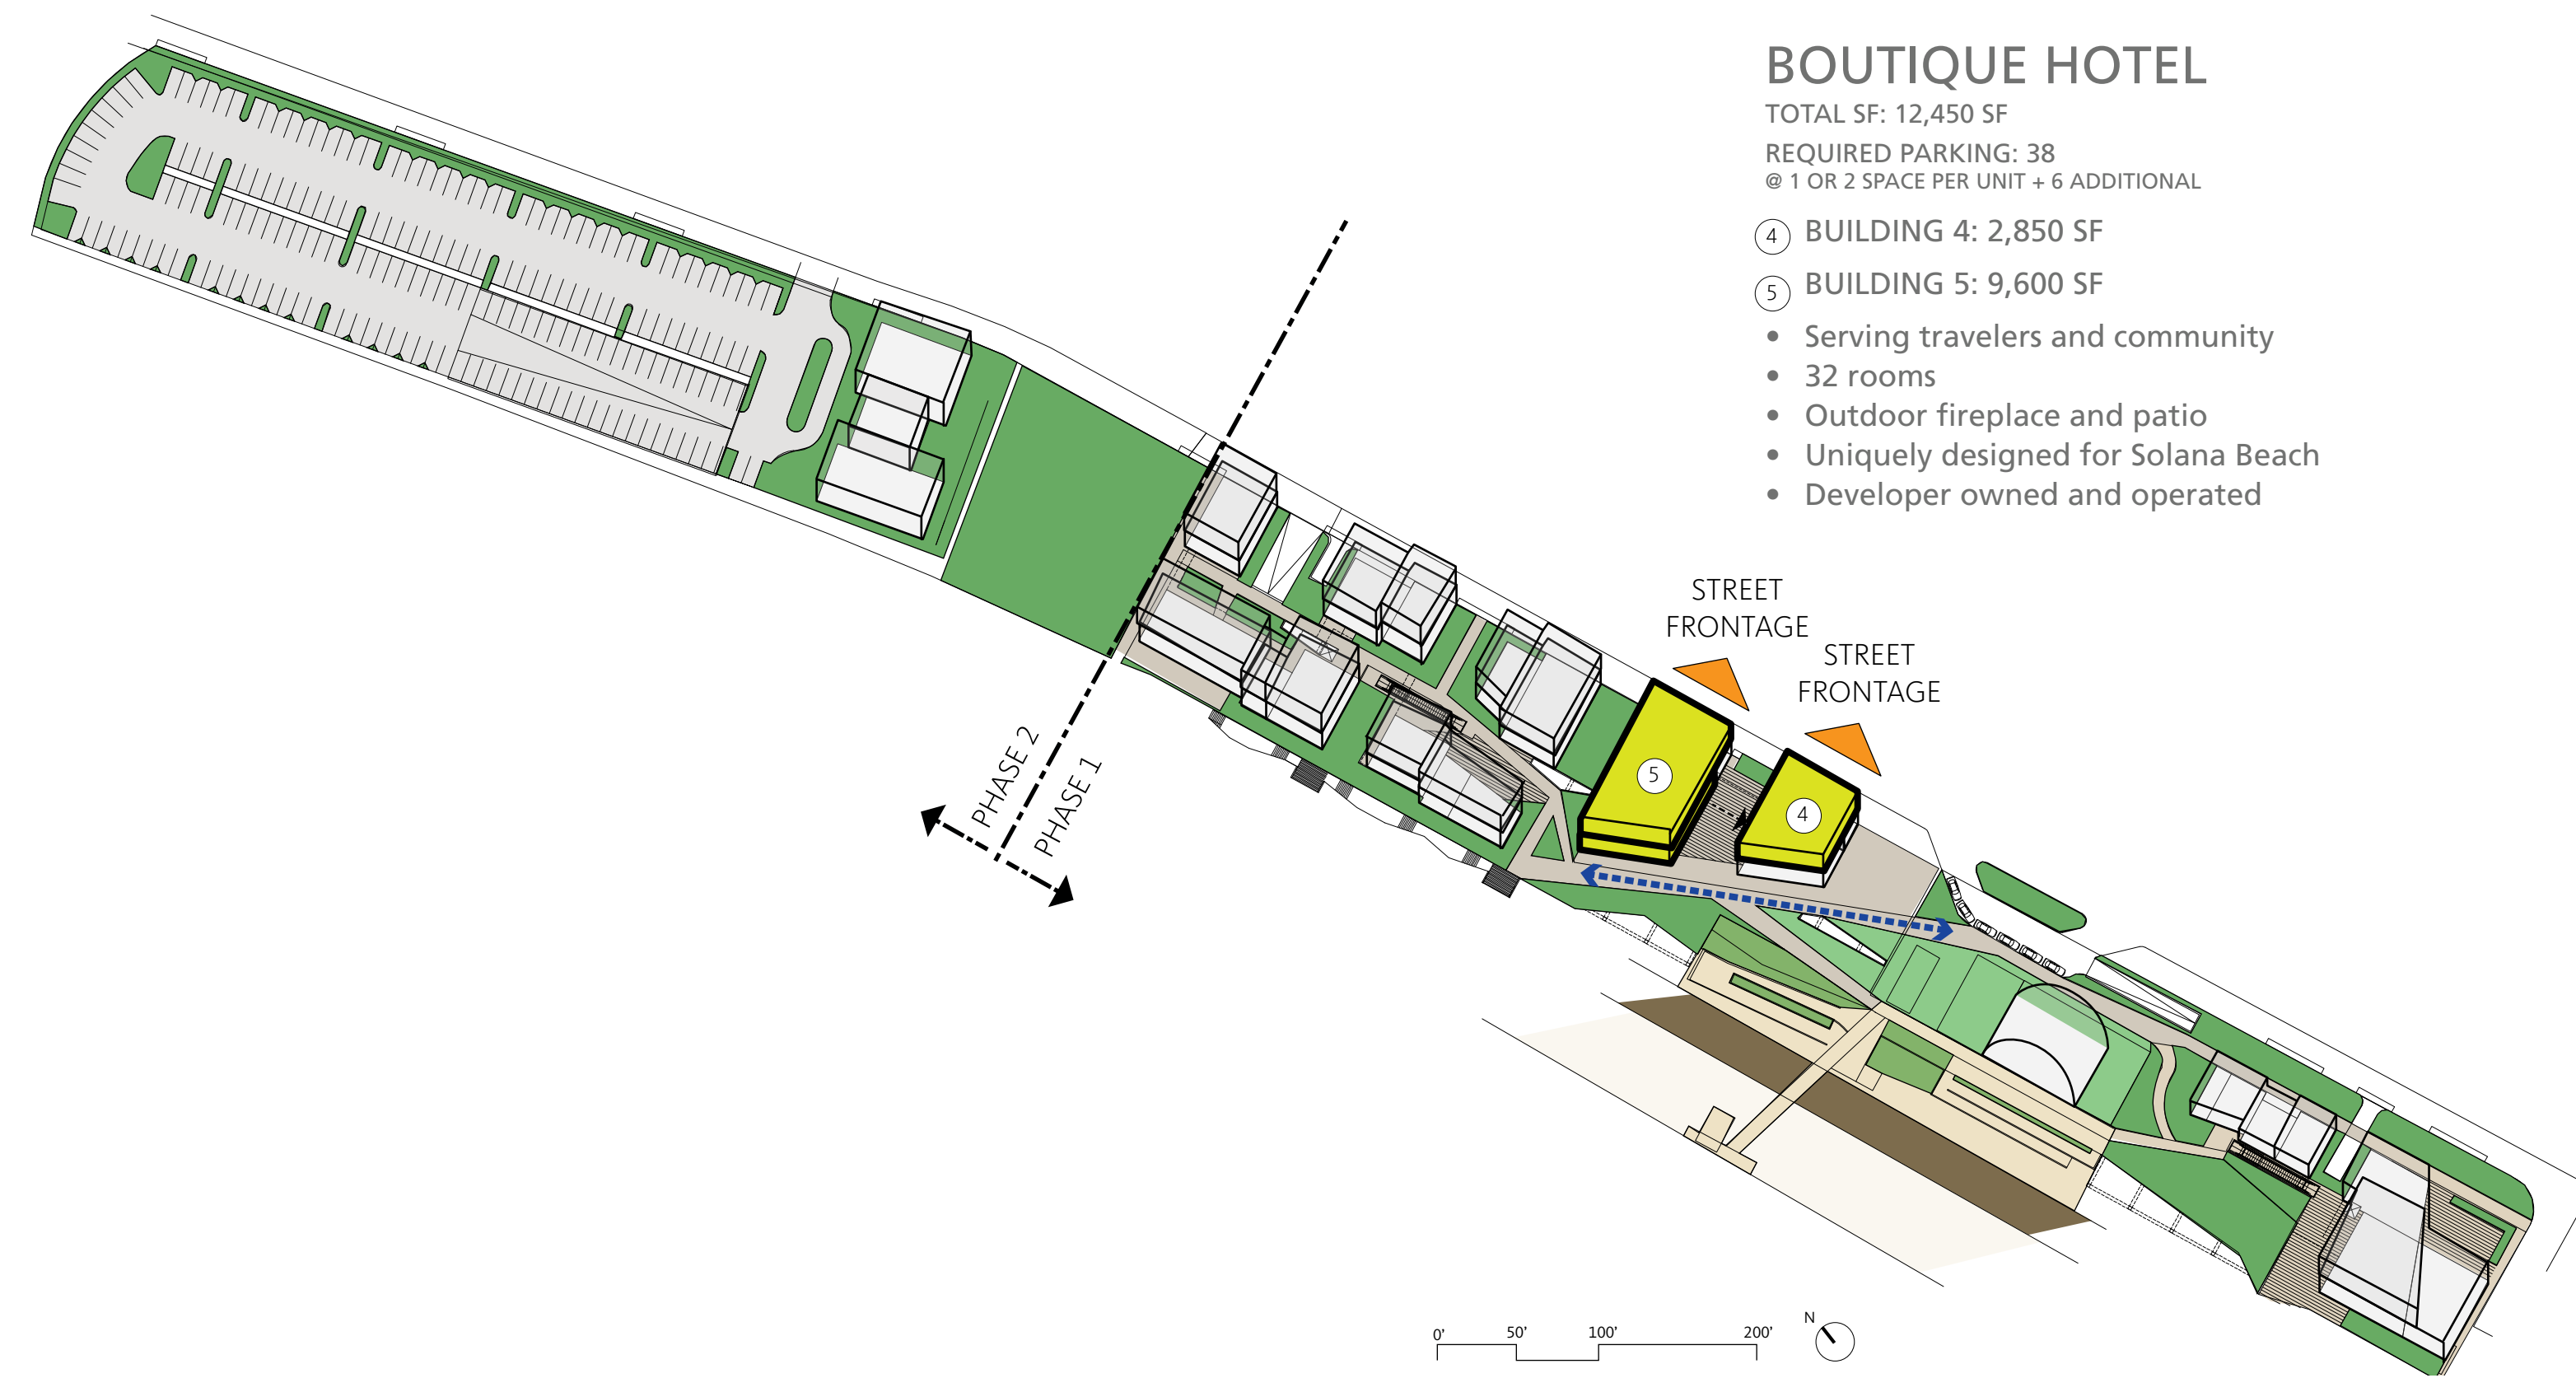 BOUTIQUE HOTEL
TOTAL SF: 12,450 SF
REQUIRED PARKING: 38
@ 1 OR 2 SPACE PER UNIT + 6 ADDITIONAL
4 BUILDING 4: 2,850 SF
5 BUILDING 5: 9,600 SF
• Serving travelers and community
• 32 rooms
• Outdoor fireplace and patio
• Uniquely designed for Solana Beach
• Developer owned and operated
STREET
FRONTAGE
STREET
FRONTAGE
5
4
PHASE 2
PHASE 1
0' 50' 100' 200'
N